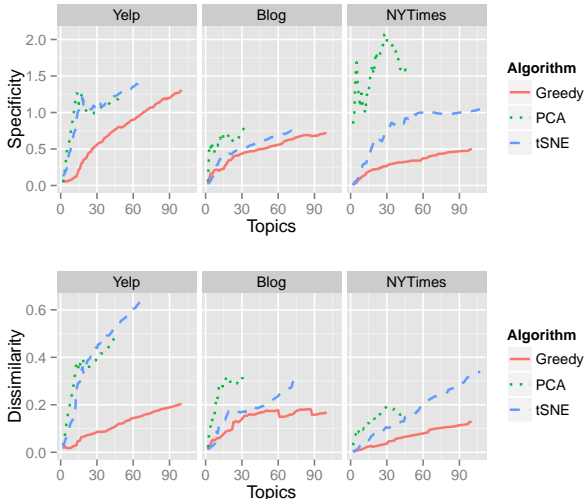 Yelp Blog NYTimes
2.0
1.5
1.0
0.5
0.0
Specificity
0 30 60 90 0 30 60 90 0 30 60 90
Topics
Algorithm
Greedy
PCA
tSNE
Yelp Blog NYTimes
0.6
0.4
0.2
0.0
Dissimilarity
0 30 60 90 0 30 60 90 0 30 60 90
Topics
Algorithm
Greedy
PCA
tSNE